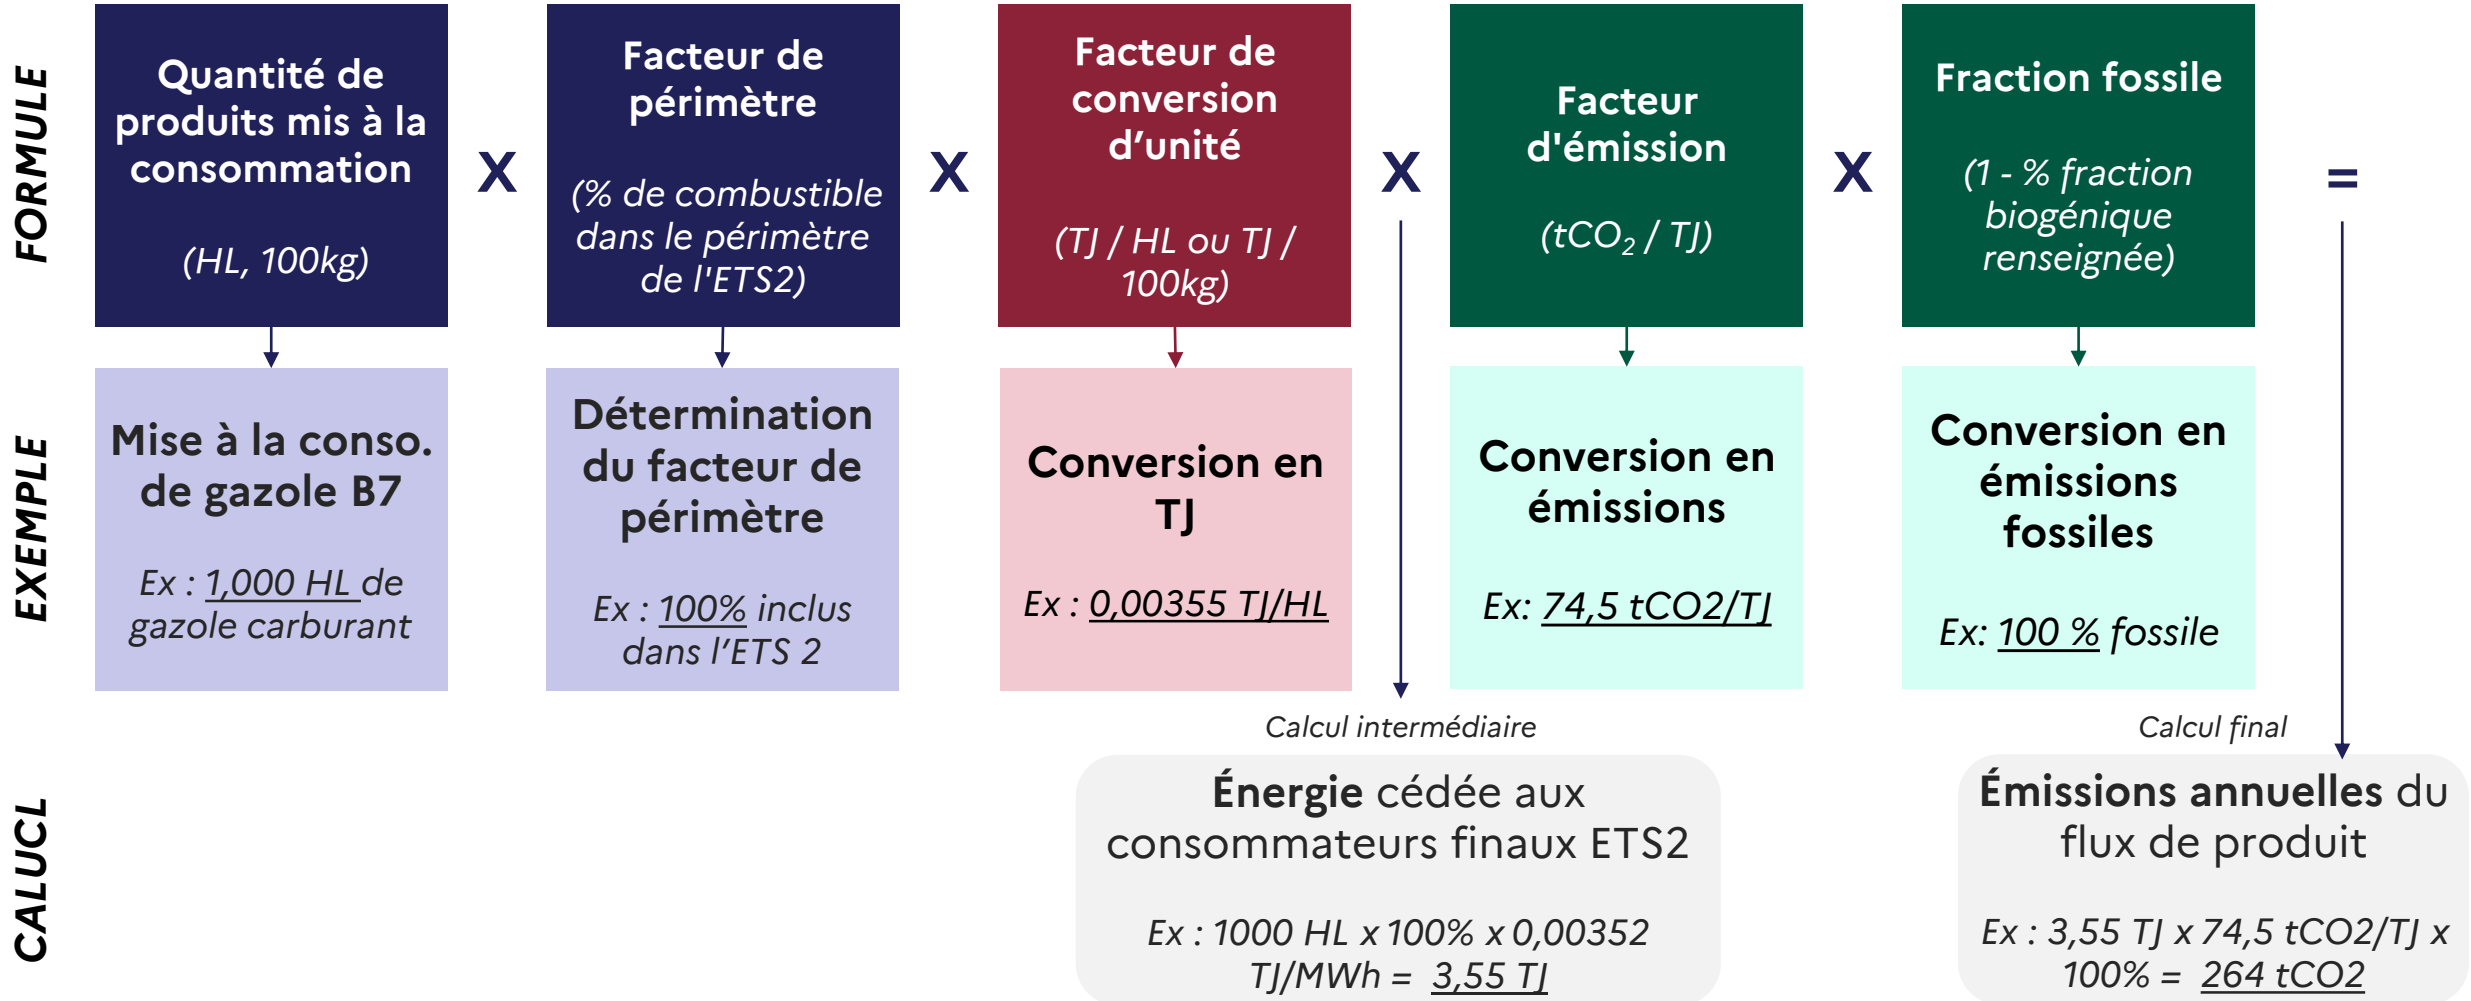 FORMULE
Quantité de
produits mis à la
consommation
(HL, 100kg)
X
Facteur de
périmètre
(% de combustible
dans le périmètre
de l'ETS2)
X
Facteur de
conversion
d’unité
(TJ / HL ou TJ /
100kg)
X
Facteur
d'émission
(tCO₂ / TJ)
X
Fraction fossile
(1 - % fraction
biogénique
renseignée)
=
EXEMPLE
Mise à la conso.
de gazole B7
Ex : 1,000 HL de
gazole carburant
Détermination
du facteur de
périmètre
Ex : 100% inclus
dans l’ETS 2
Conversion en
TJ
Ex : 0,00355 TJ/HL
Conversion en
émissions
Ex: 74,5 tCO2/TJ
Conversion en
émissions
fossiles
Ex: 100 % fossile
CALUCL
Calcul intermédiaire
Énergie cédée aux
consommateurs finaux ETS2
Ex : 1000 HL x 100% x 0,00352
TJ/MWh = 3,55 TJ
Calcul final
Émissions annuelles du
flux de produit
Ex : 3,55 TJ x 74,5 tCO2/TJ x
100% = 264 tCO2